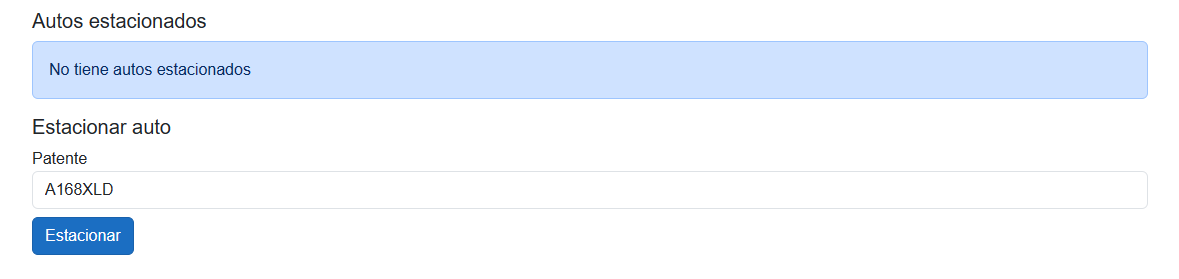 Autos estacionados
No tiene autos estacionados
Estacionar auto
Patente
A168XLD
Estacionar